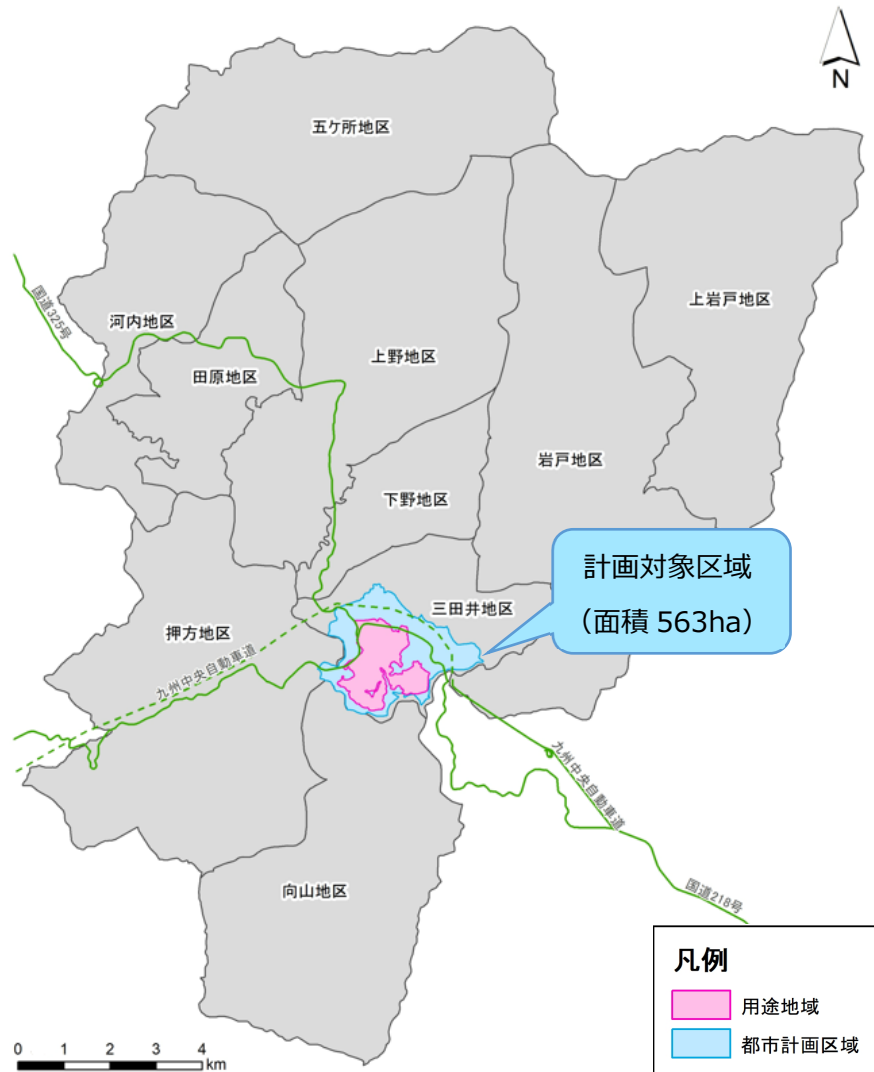 N
五ケ所地区
国道325号
河内地区
上岩戸地区
上野地区
田原地区
岩戸地区
下野地区
計画対象区域
（面積 563ha）
三田井地区
押方地区
九州中央自動車道
九州中央自動車道
向山地区
国道218号
凡例
用途地域
都市計画区域
0 1 2 3 4
km